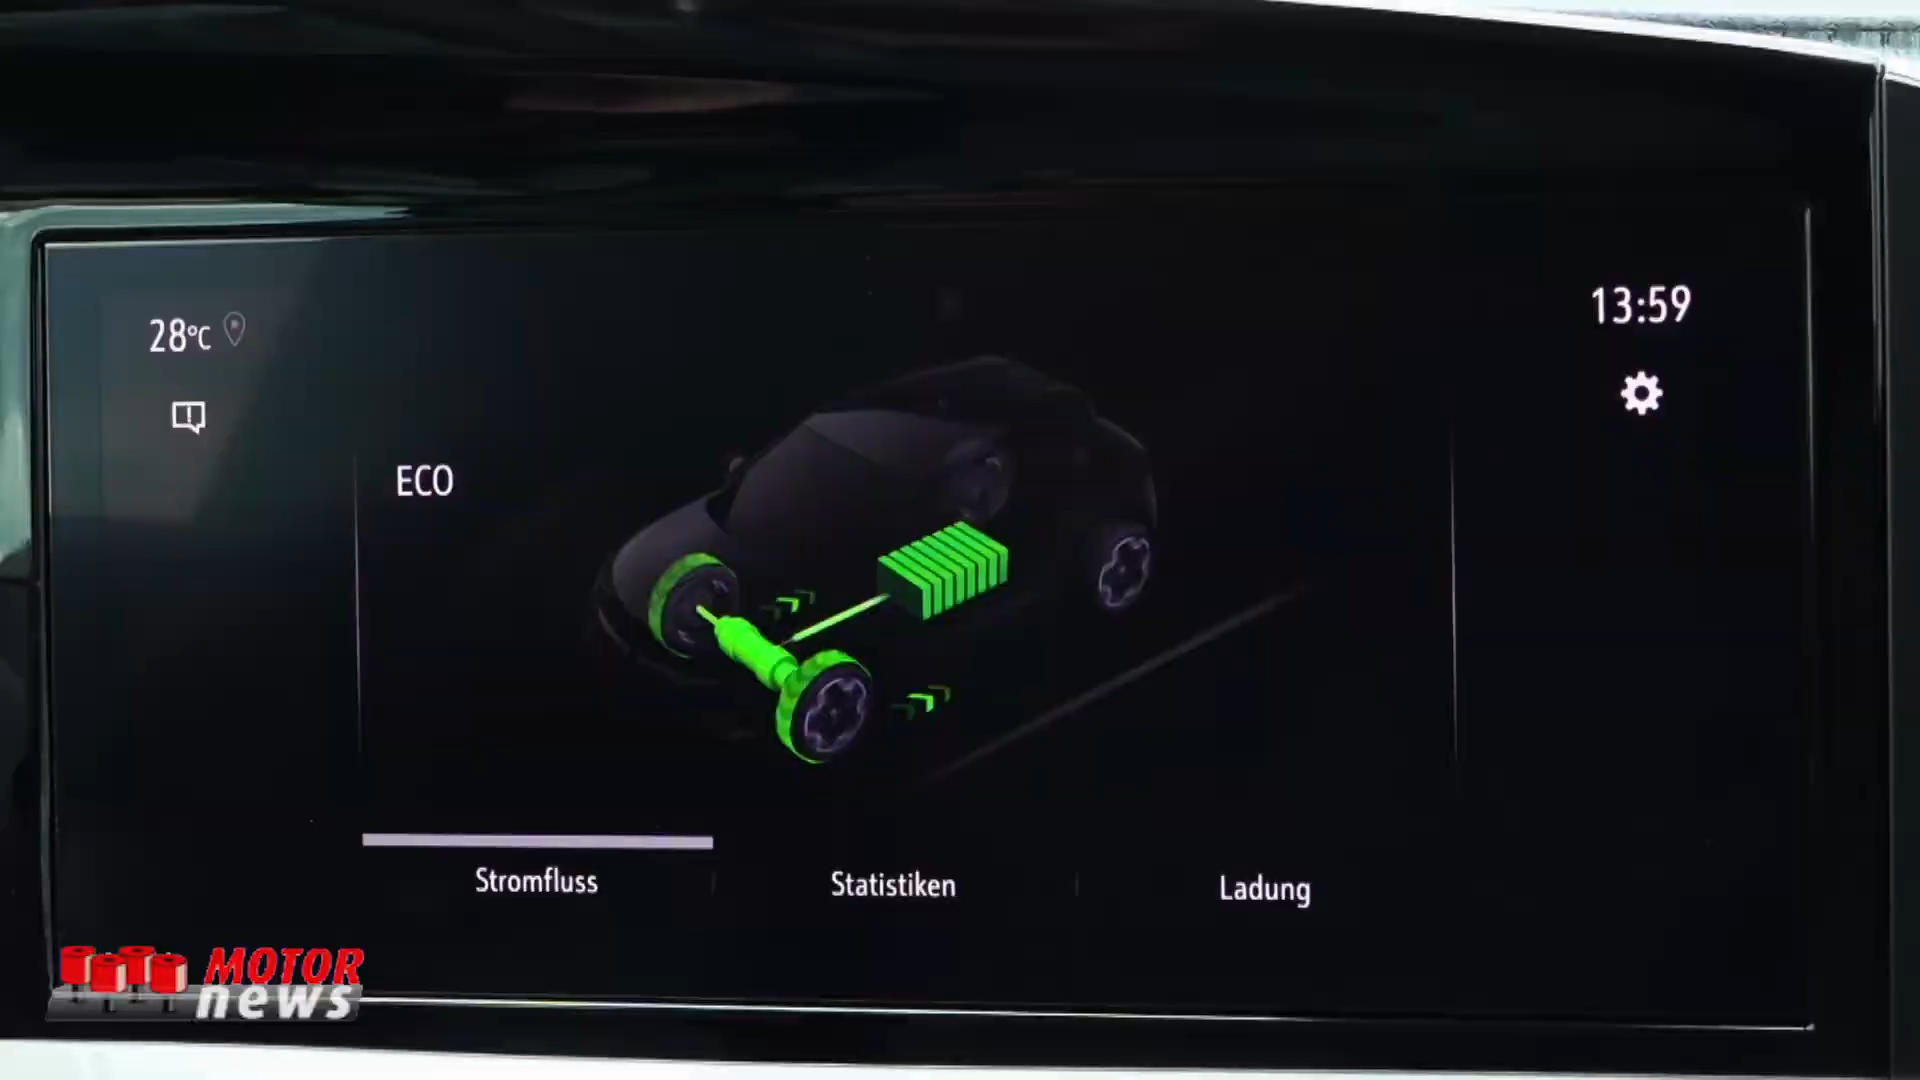 28°C
13:59
ECO
Stromfluss
Statistiken
Ladung
MOTOR
news